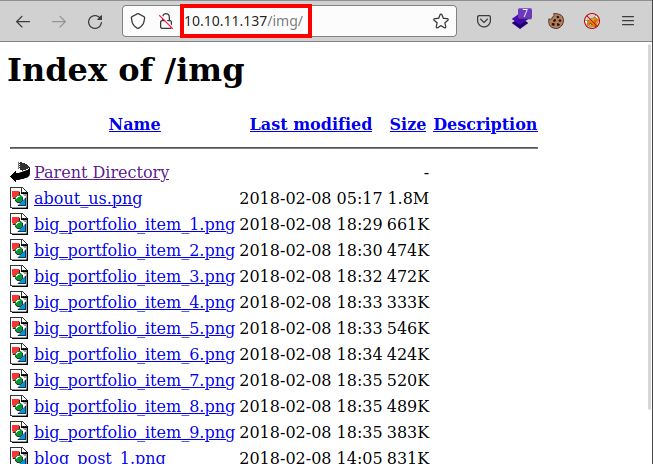 7
10.10.11.137/img/
Index of /img
Name Last modified Size Description
Parent Directory -
about_us.png 2018-02-08 05:17 1.8M
big_portfolio_item_1.png 2018-02-08 18:29 661K
big_portfolio_item_2.png 2018-02-08 18:30 474K
big_portfolio_item_3.png 2018-02-08 18:32 472K
big_portfolio_item_4.png 2018-02-08 18:33 333K
big_portfolio_item_5.png 2018-02-08 18:33 546K
big_portfolio_item_6.png 2018-02-08 18:34 424K
big_portfolio_item_7.png 2018-02-08 18:35 520K
big_portfolio_item_8.png 2018-02-08 18:35 489K
big_portfolio_item_9.png 2018-02-08 18:35 383K
blog_post_1.png 2018-02-08 14:05 831K